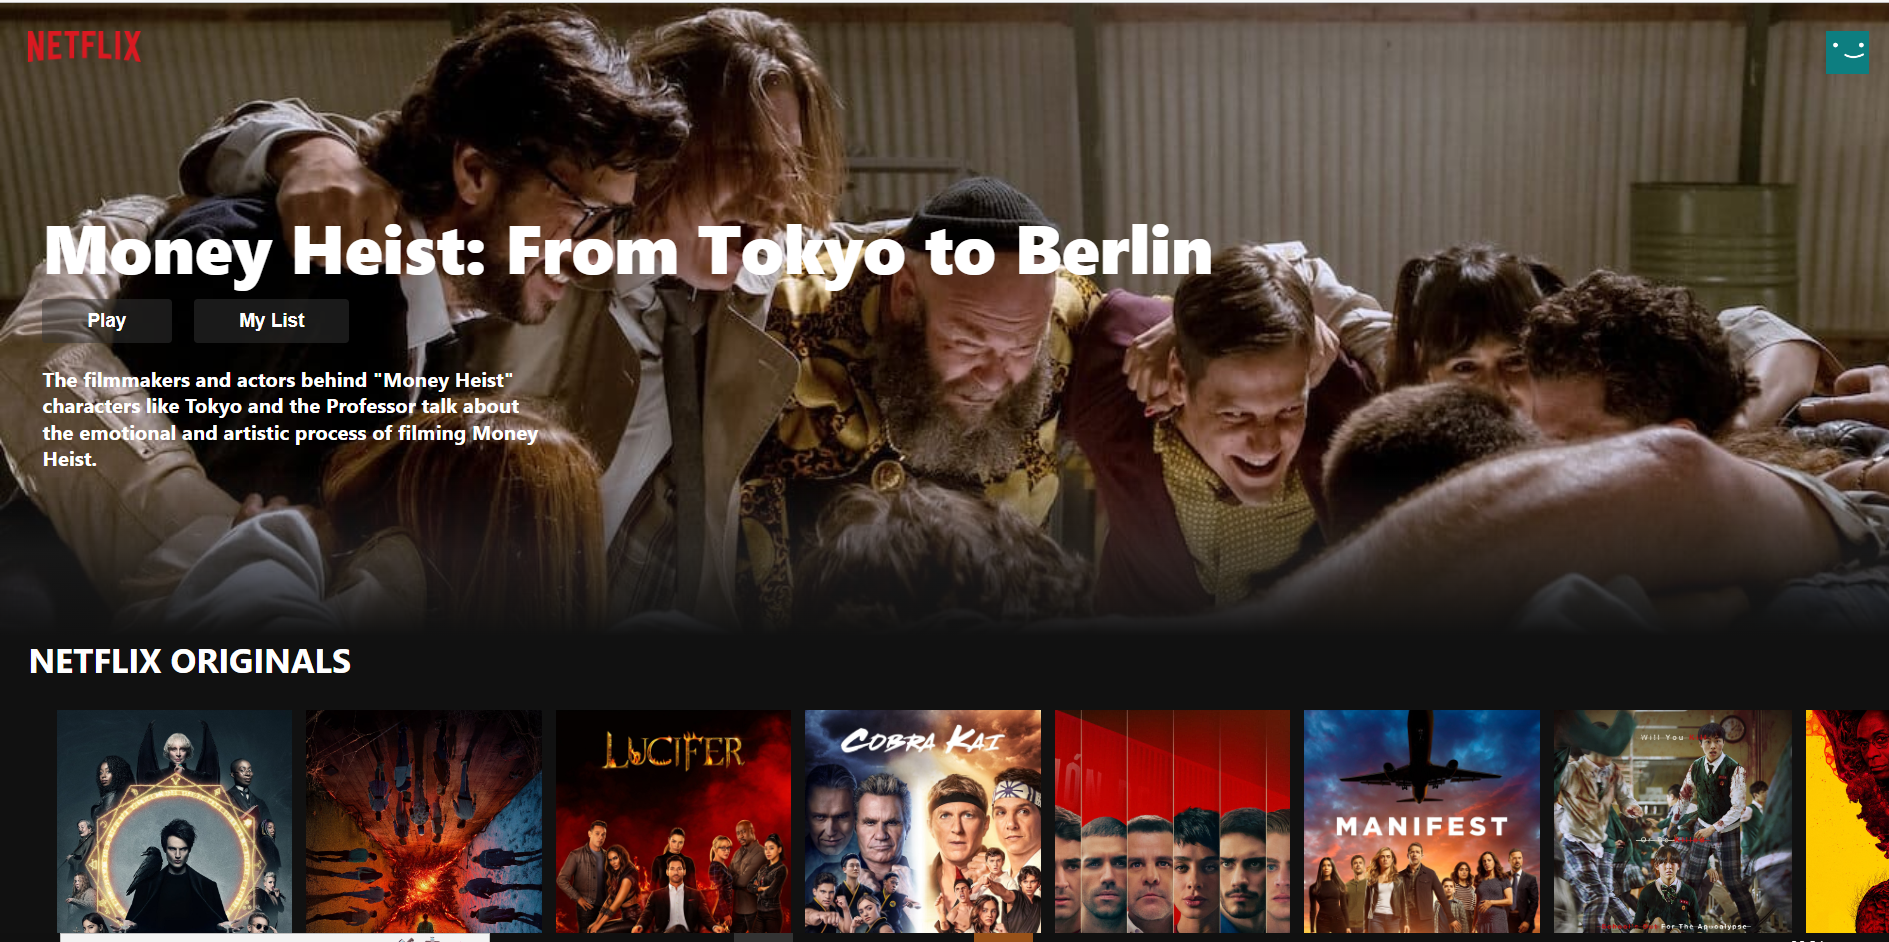 NETFLIX
Money Heist: From Tokyo to Berlin
Play
My List
The filmmakers and actors behind "Money Heist"
characters like Tokyo and the Professor talk about
the emotional and artistic process of filming Money
Heist.
NETFLIX ORIGINALS
LUCIFER
COBRA KAI
MANIFEST
Will You
Or Be
For The Apocalypse